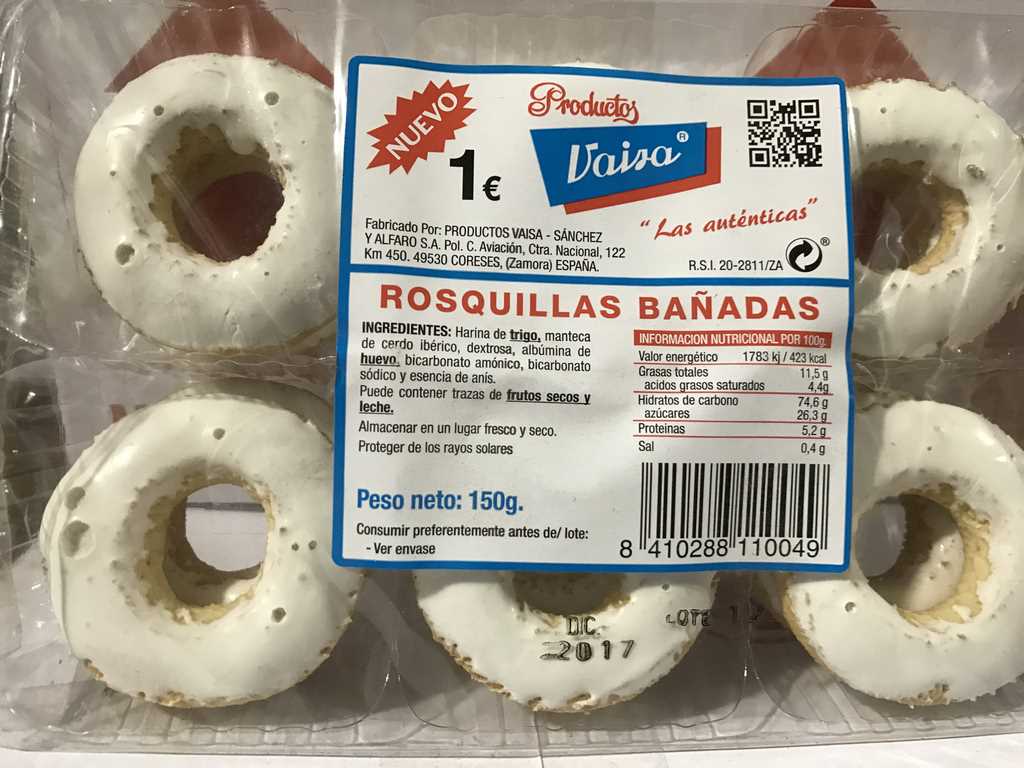 NUEVO
1€
Productos
Vaisa®
"Las auténticas"
Fabricado Por: PRODUCTOS VAISA - SÁNCHEZ
Y ALFARO S.A. Pol. C. Aviación, Ctra. Nacional, 122
Km 450. 49530 CORESES, (Zamora) ESPAÑA.
R.S.I. 20-2811/ZA
®
ROSQUILLAS BAÑADAS
INGREDIENTES: Harina de trigo, manteca
de cerdo ibérico, dextrosa, albúmina de
huevo, bicarbonato amónico, bicarbonato
sódico y esencia de anís.
Puede contener trazas de frutos secos y
leche.
Almacenar en un lugar fresco y seco.
Proteger de los rayos solares
INFORMACION NUTRICIONAL POR 100g.
Valor energético 1783 kj / 423 kcal
Grasas totales 11,5 g
acidos grasos saturados 4,4g
Hidratos de carbono 74,6 g
azúcares 26,3 g
Proteinas 5,2 g
Sal 0,4 g
Peso neto: 150g.
Consumir preferentemente antes de/ lote:
- Ver envase
8 410288 110049
DIC. LOTE
2017